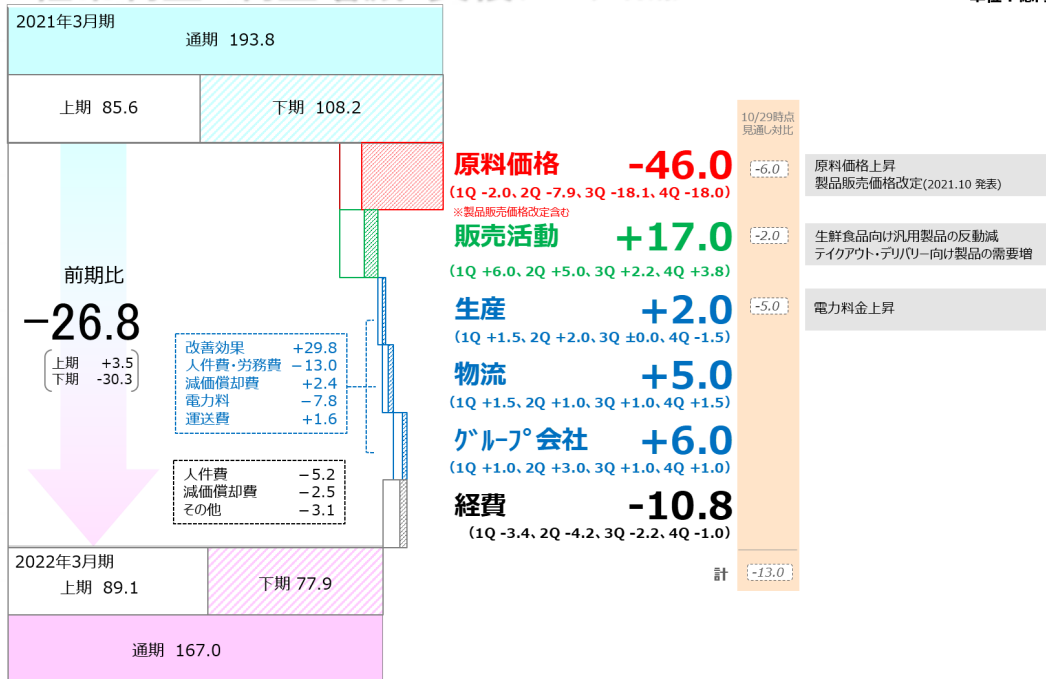 2021年3月期
通期 193.8
上期 85.6
下期 108.2
10/29時点
見通し対比
原料価格 -46.0
(1Q -2.0、2Q -7.9、3Q -18.1、4Q -18.0)
※製品販売価格改定含む
-6.0
原料価格上昇
製品販売価格改定(2021.10 発表)
販売活動 +17.0
(1Q +6.0、2Q +5.0、3Q +2.2、4Q +3.8)
-2.0
生鮮食品向け汎用製品の反動減
テイクアウト・デリバリー向け製品の需要増
前期比
−26.8
上期 +3.5
下期 -30.3
生産 +2.0
(1Q +1.5、2Q +2.0、3Q ±0.0、4Q -1.5)
-5.0
電力料金上昇
改善効果 +29.8
人件費・労務費 −13.0
減価償却費 +2.4
電力料 −7.8
運送費 +1.6
物流 +5.0
(1Q +1.5、2Q +1.0、3Q +1.0、4Q +1.5)
ｸﾞﾙｰﾌﾟ会社 +6.0
(1Q +1.0、2Q +3.0、3Q +1.0、4Q +1.0)
人件費 −5.2
減価償却費 −2.5
その他 −3.1
経費 -10.8
(1Q -3.4、2Q -4.2、3Q -2.2、4Q -1.0)
計 -13.0
2022年3月期
上期 89.1
下期 77.9
通期 167.0